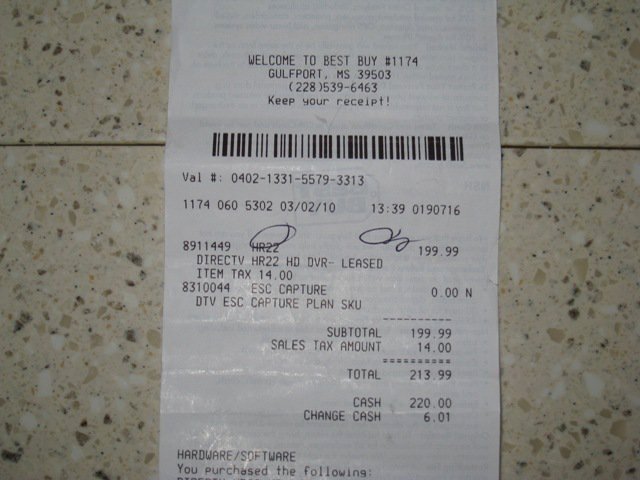 WELCOME TO BEST BUY #1174
GULFPORT, MS 39503
(228)539-6463
Keep your receipt!
Val #: 0402-1331-5579-3313
1174 060 5302 03/02/10 13:39 0190716
8911449 HR22 199.99
DIRECTV HR22 HD DVR- LEASED
ITEM TAX 14.00
8310044 ESC CAPTURE 0.00 N
DTV ESC CAPTURE PLAN SKU
----------
SUBTOTAL 199.99
SALES TAX AMOUNT 14.00
==========
TOTAL 213.99
CASH 220.00
CHANGE CASH 6.01
HARDWARE/SOFTWARE
You purchased the following: